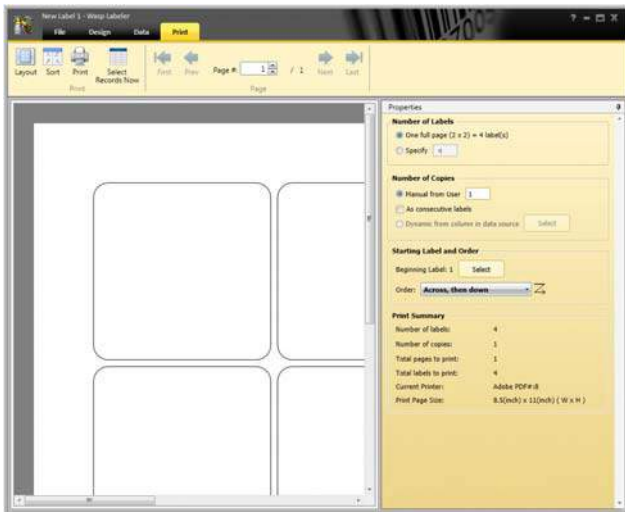 New Label 1 - Wasp Labeler
File Design Data Print
Layout Sort Print Select Records Now First Prev Page #: 1 / 1 Next Last
Print Page
Properties
Number of Labels
One full page (2 x 2) = 4 label(s)
Specify 4
Number of Copies
Manual from User 1
As consecutive labels
Dynamic from column in data source Select
Starting Label and Order
Beginning Label: 1 Select
Order: Across, then down
Print Summary
Number of labels: 4
Number of copies: 1
Total pages to print: 1
Total labels to print: 4
Current Printer: Adobe PDF#:8
Print Page Size: 8.5(inch) x 11(inch) ( W x H )